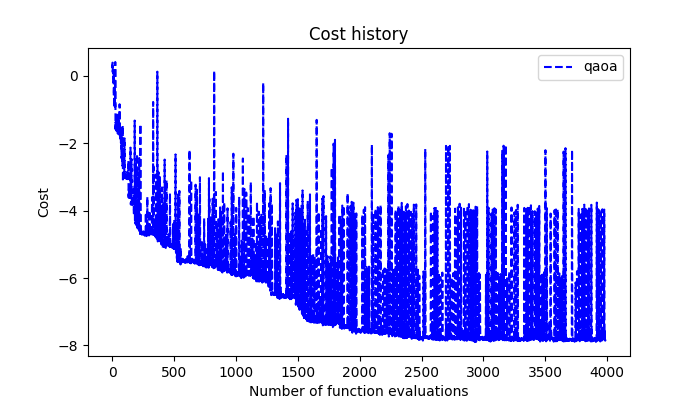 Cost history
qaoa
Cost
0
−2
−4
−6
−8
0 500 1000 1500 2000 2500 3000 3500 4000
Number of function evaluations